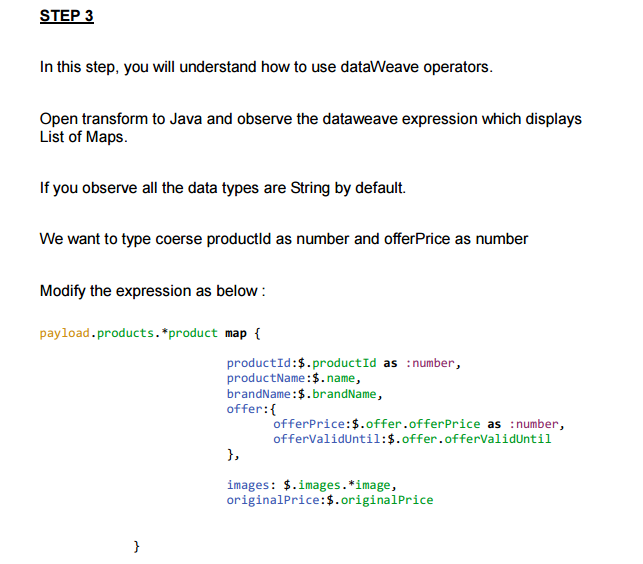 STEP 3
In this step, you will understand how to use dataWeave operators.
Open transform to Java and observe the dataweave expression which displays
List of Maps.
If you observe all the data types are String by default.
We want to type coerse productId as number and offerPrice as number
Modify the expression as below :
payload.products.*product map {
productId:$.productId as :number,
productName:$.name,
brandName:$.brandName,
offer:{
offerPrice:$.offer.offerPrice as :number,
offerValidUntil:$.offer.offerValidUntil
},
images: $.images.*image,
originalPrice:$.originalPrice
}